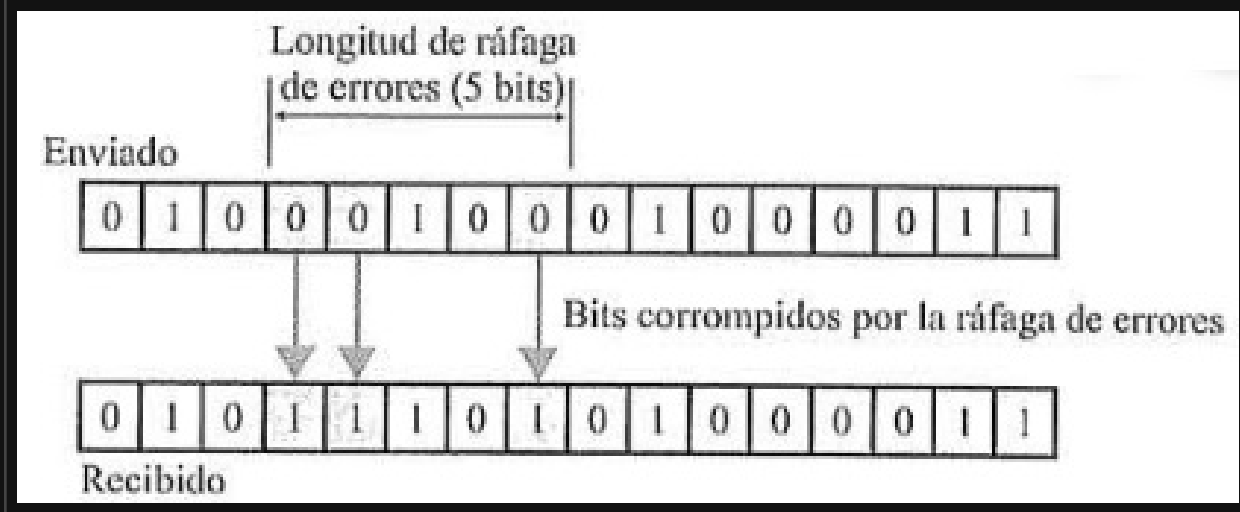 Longitud de ráfaga
de errores (5 bits)
Enviado
0 1 0 0 0 1 0 0 0 1 0 0 0 0 1 1
Bits corrompidos por la ráfaga de errores
0 1 0 1 1 1 0 1 0 1 0 0 0 0 1 1
Recibido